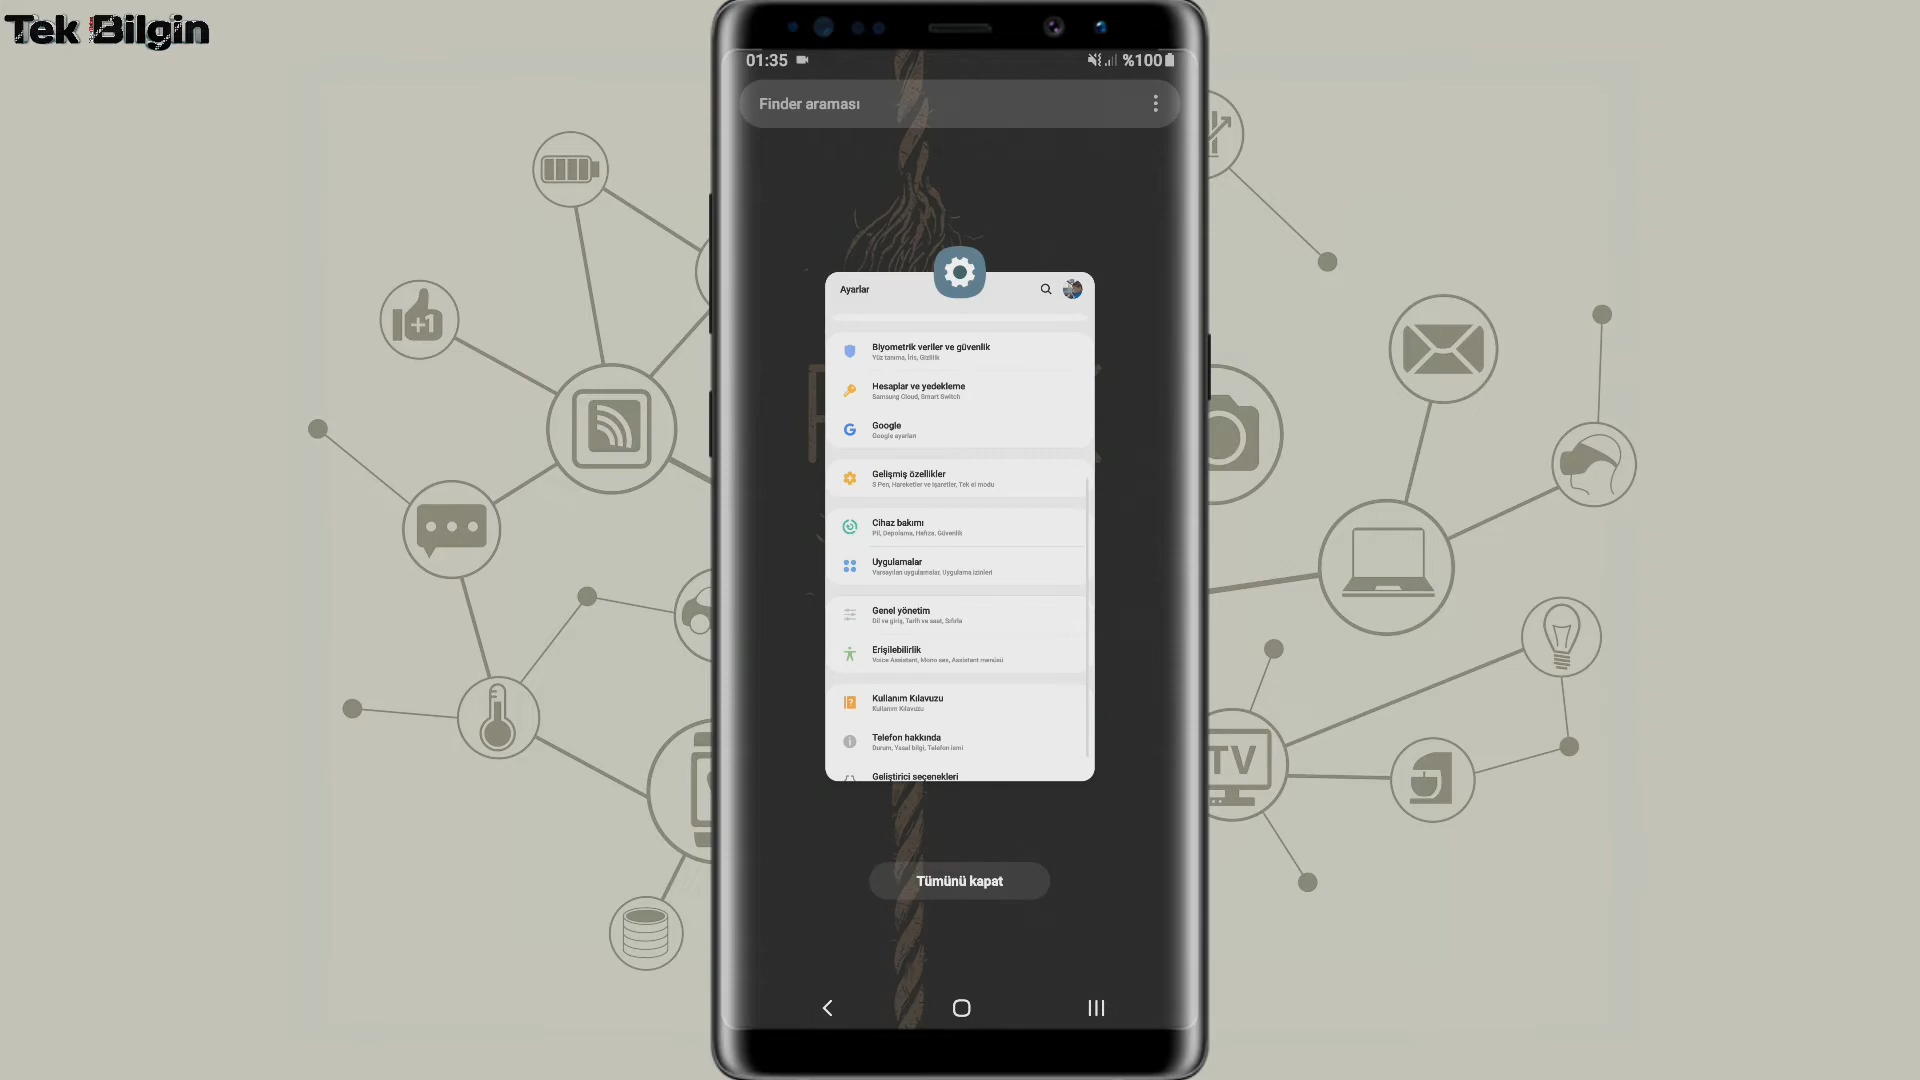 Tek Bilgin
01:35
%100
Finder araması
Ayarlar
Biyometrik veriler ve güvenlik
Yüz tanıma, İris, Gizlilik
Hesaplar ve yedekleme
Samsung Cloud, Smart Switch
Google
Google ayarları
Gelişmiş özellikler
S Pen, Hareketler ve işaretler, Tek el modu
Cihaz bakımı
Pil, Depolama, Hafıza, Güvenlik
Uygulamalar
Varsayılan uygulamalar, Uygulama izinleri
Genel yönetim
Dil ve giriş, Tarih ve saat, Sıfırla
Erişilebilirlik
Voice Assistant, Mono ses, Assistant menüsü
Kullanım Kılavuzu
Kullanım Kılavuzu
Telefon hakkında
Durum, Yasal bilgi, Telefon ismi
Geliştirici seçenekleri
Tümünü kapat
+1
TV